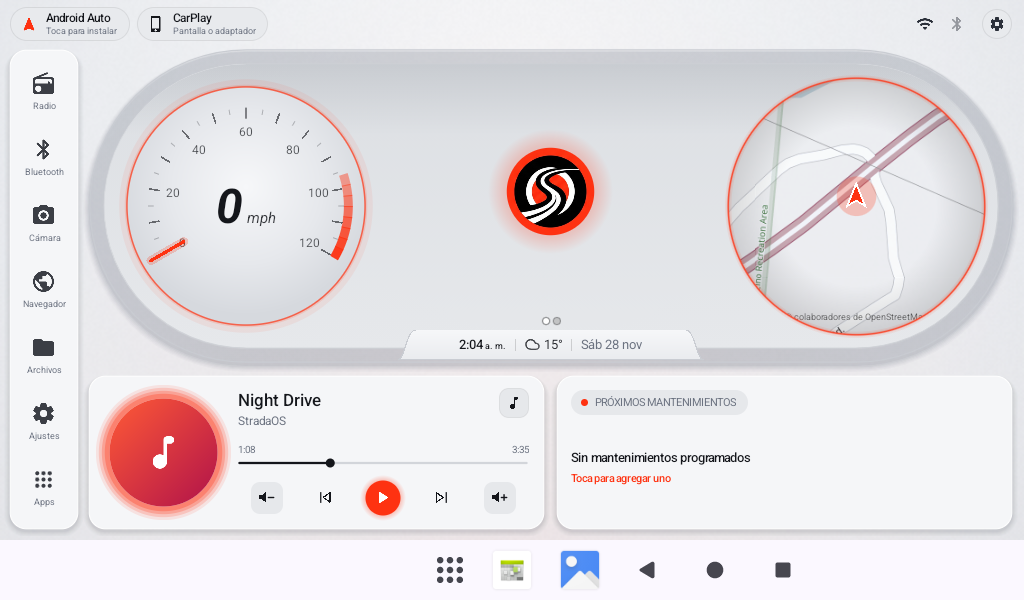 Android Auto
Toca para instalar
CarPlay
Pantalla o adaptador
Radio
Bluetooth
Cámara
Navegador
Archivos
Ajustes
Apps
20
40
60
80
100
120
0 mph
colaboradores de OpenStreetMa
2:04 a. m.
15°
Sáb 28 nov
Night Drive
StradaOS
1:08
3:35
PRÓXIMOS MANTENIMIENTOS
Sin mantenimientos programados
Toca para agregar uno